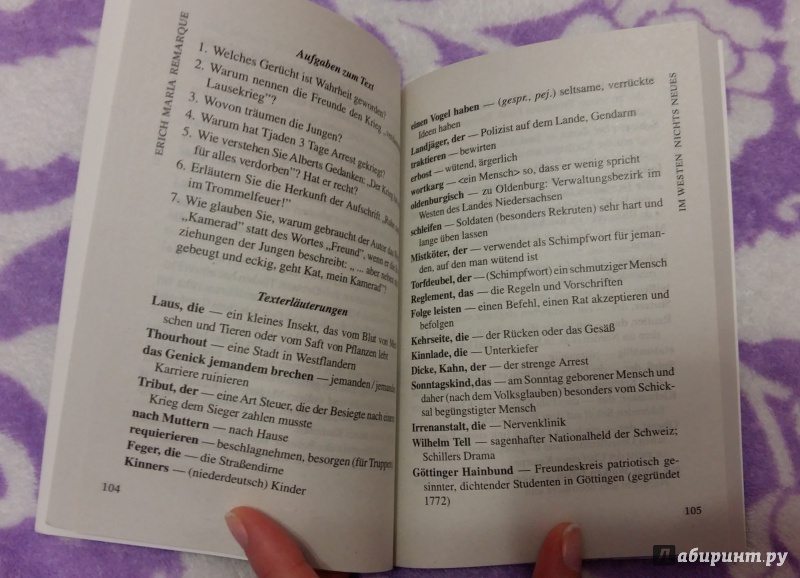 ERICH MARIA REMARQUE
Aufgaben zum Text
1. Welches Gerücht ist Wahrheit geworden?
2. Warum nennen die Freunde den Krieg
Lausekrieg"?
3. Wovon träumen die Jungen?
4. Warum hat Tjaden 3 Tage Arrest gekriegt?
5. Wie verstehen Sie Alberts Gedanken: „Der Krieg
für alles verdorben"? Hat er recht?
6. Erläutern Sie die Herkunft der Aufschrift
im Trommelfeuer!"
7. Wie glauben Sie, warum gebraucht der Autor das
„Kamerad" statt des Wortes „Freund", wenn er die
ziehungen der Jungen beschreibt: „ ... aber neben
gebeugt und eckig, geht Kat, mein Kamerad"?
Texterläuterungen
Laus, die — ein kleines Insekt, das vom Blut von
schen und Tieren oder vom Saft von Pflanzen lebt
Thourhout — eine Stadt in Westflandern
das Genick jemandem brechen — jemanden/
Karriere ruinieren
Tribut, der — eine Art Steuer, die der Besiegte nach einem
Krieg dem Sieger zahlen musste
nach Muttern — nach Hause
requierieren — beschlagnehmen, besorgen (für Truppen)
Feger, die — die Straßendirne
Kinners — (niederdeutsch) Kinder
104
einen Vogel haben — (gespr., pej.) seltsame, verrückte
Ideen haben
Landjäger, der — Polizist auf dem Lande, Gendarm
traktieren — bewirten
erbost — wütend, ärgerlich
wortkarg — <ein Mensch> so, dass er wenig spricht
oldenburgisch — zu Oldenburg: Verwaltungsbezirk im
Westen des Landes Niedersachsen
schleifen — Soldaten (besonders Rekruten) sehr hart und
lange üben lassen
Mistköter, der — verwendet als Schimpfwort für jeman-
den, auf den man wütend ist
Torfdeubel, der — (Schimpfwort) ein schmutziger Mensch
Reglement, das — die Regeln und Vorschriften
Folge leisten — einen Befehl, einen Rat akzeptieren und
befolgen
Kehrseite, die — der Rücken oder das Gesäß
Kinnlade, die — Unterkiefer
Dicke, Kahn, der — der strenge Arrest
Sonntagskind, das — am Sonntag geborener Mensch und
daher (nach dem Volksglauben) besonders vom Schick-
sal begüngstigter Mensch
Irrenanstalt, die — Nervenklinik
Wilhelm Tell — sagenhafter Nationalheld der Schweiz;
Schillers Drama
Göttinger Hainbund — Freundeskreis patriotisch ge-
sinnter, dichtender Studenten in Göttingen (gegründet
1772)
105
IM WESTEN NICHTS NEUES
Лабиринт.ру